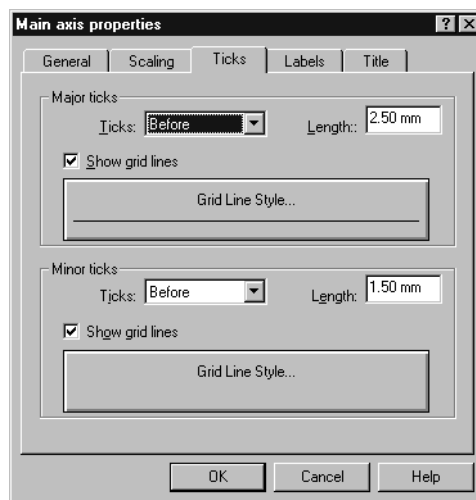 Main axis properties
General Scaling Ticks Labels Title
Major ticks
Ticks: Before Length:: 2.50 mm
Show grid lines
Grid Line Style...
Minor ticks
Ticks: Before Length: 1.50 mm
Show grid lines
Grid Line Style...
OK Cancel Help